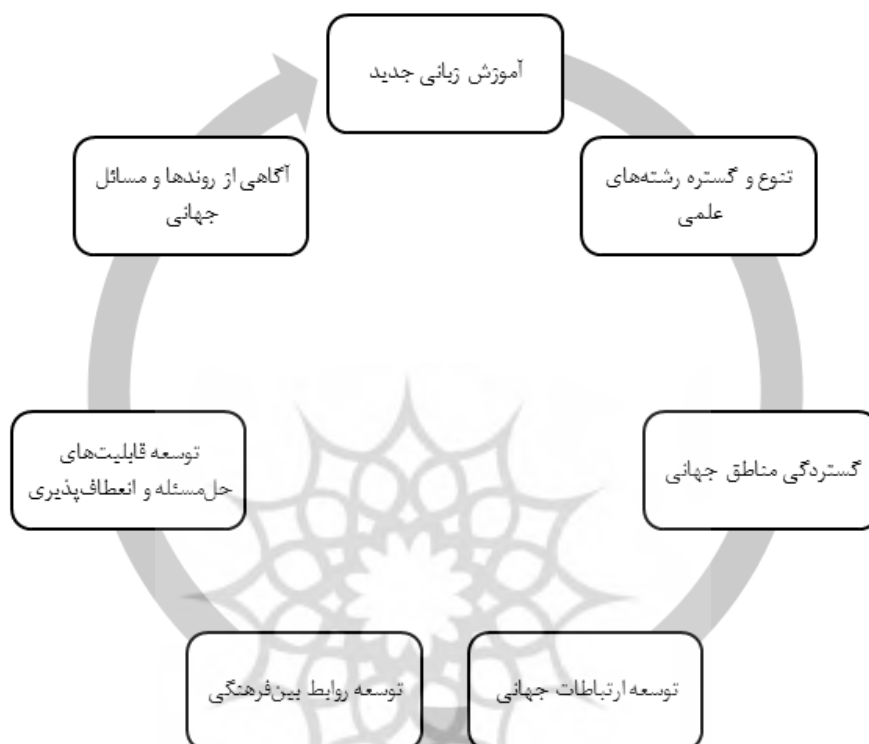 آموزش زبانی جدید
تنوع و گستره رشته‌های
علمی
گستردگی مناطق جهانی
توسعه ارتباطات جهانی
توسعه روابط بین‌فرهنگی
توسعه قابلیت‌های
حل‌مسئله و انعطاف‌پذیری
آگاهی از روندها و مسائل
جهانی